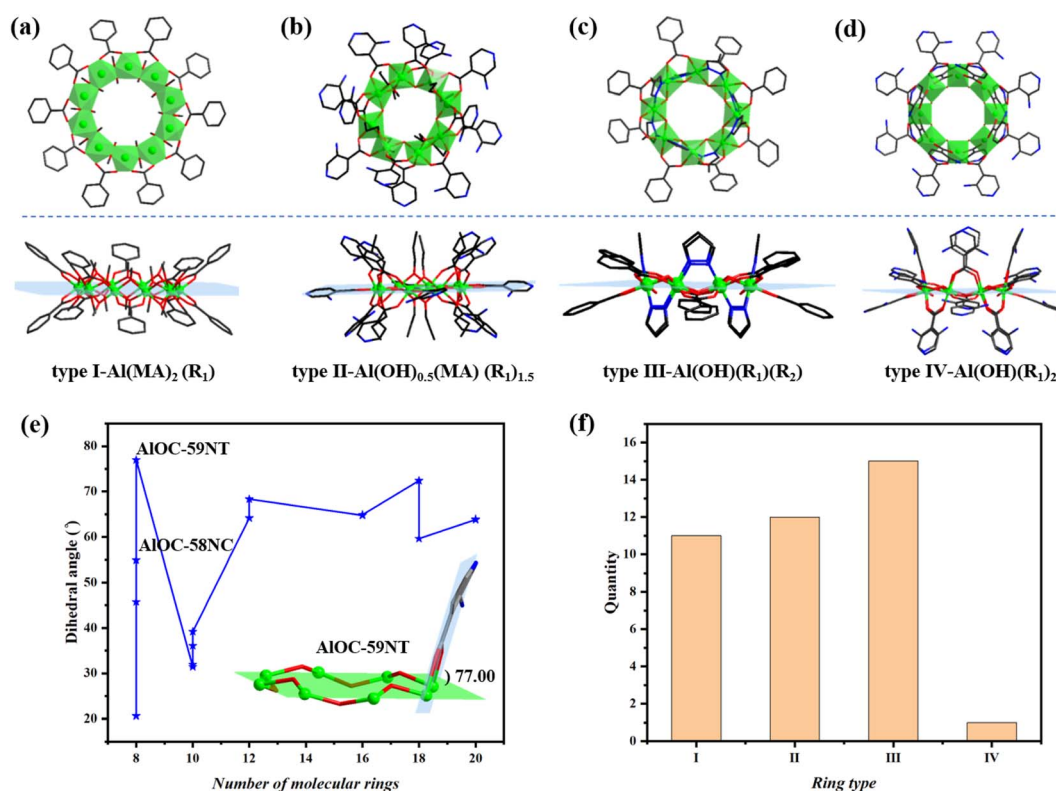 (a)
(b)
(c)
(d)
type I-Al(MA)₂ (R₁)
type II-Al(OH)₀.₅(MA) (R₁)₁.₅
type III-Al(OH)(R₁)(R₂)
type IV-Al(OH)(R₁)₂
(e)
80
70
60
50
40
30
20
Dihedral angle (°)
AlOC-59NT
AlOC-58NC
AlOC-59NT
) 77.00
8
10
12
14
16
18
20
Number of molecular rings
(f)
16
14
12
10
8
6
4
2
0
Quantity
I
II
III
IV
Ring type